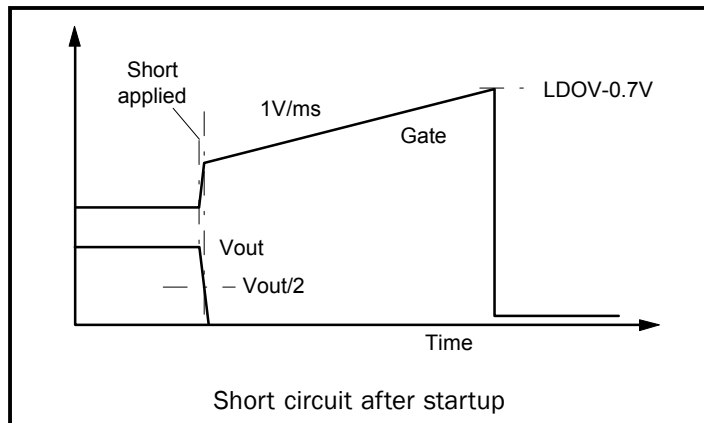 Short
applied
1V/ms
LDOV-0.7V
Gate
Vout
Vout/2
Time
Short circuit after startup